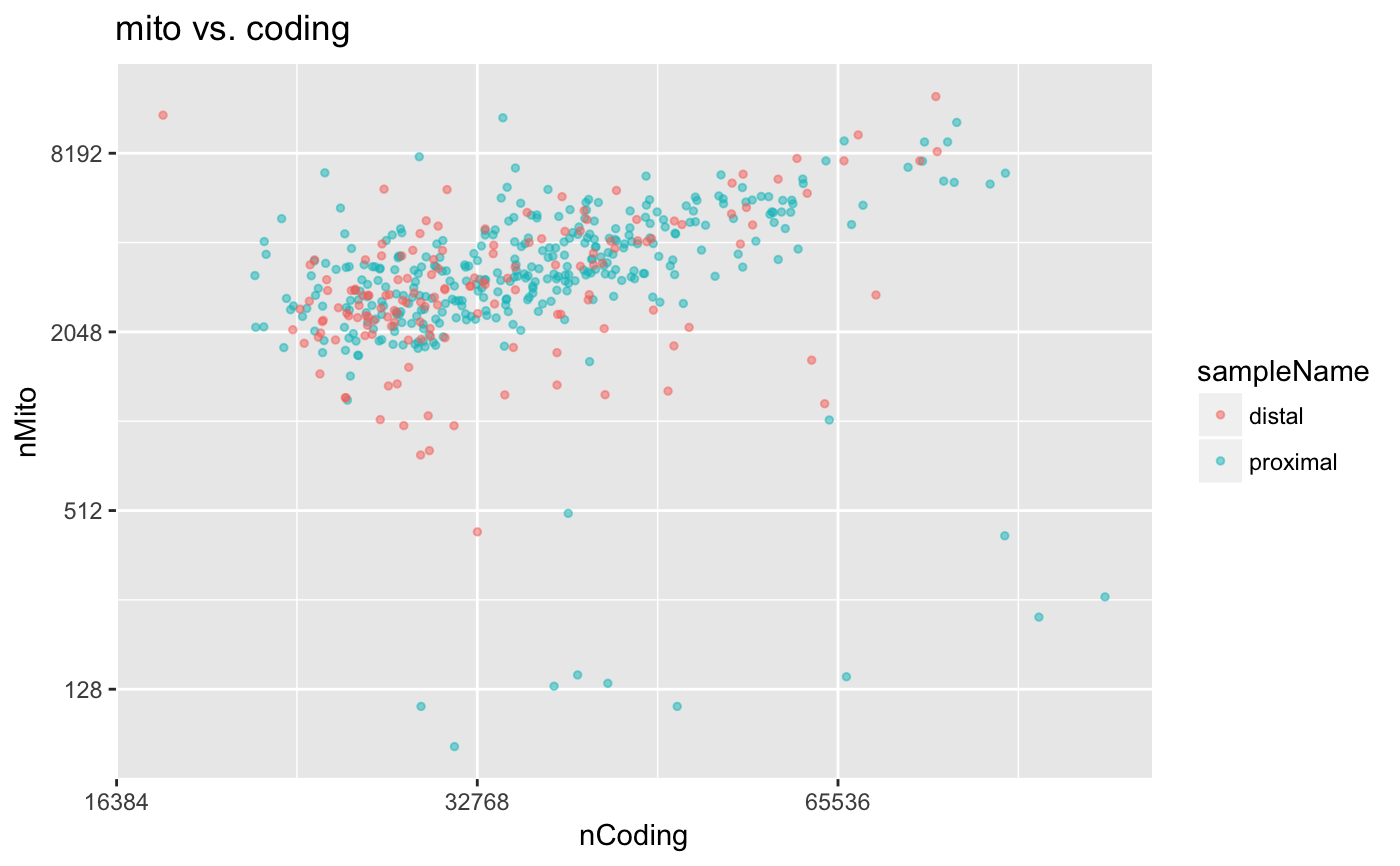 mito vs. coding
nMito
8192
2048
512
128
16384
32768
65536
nCoding
sampleName
distal
proximal